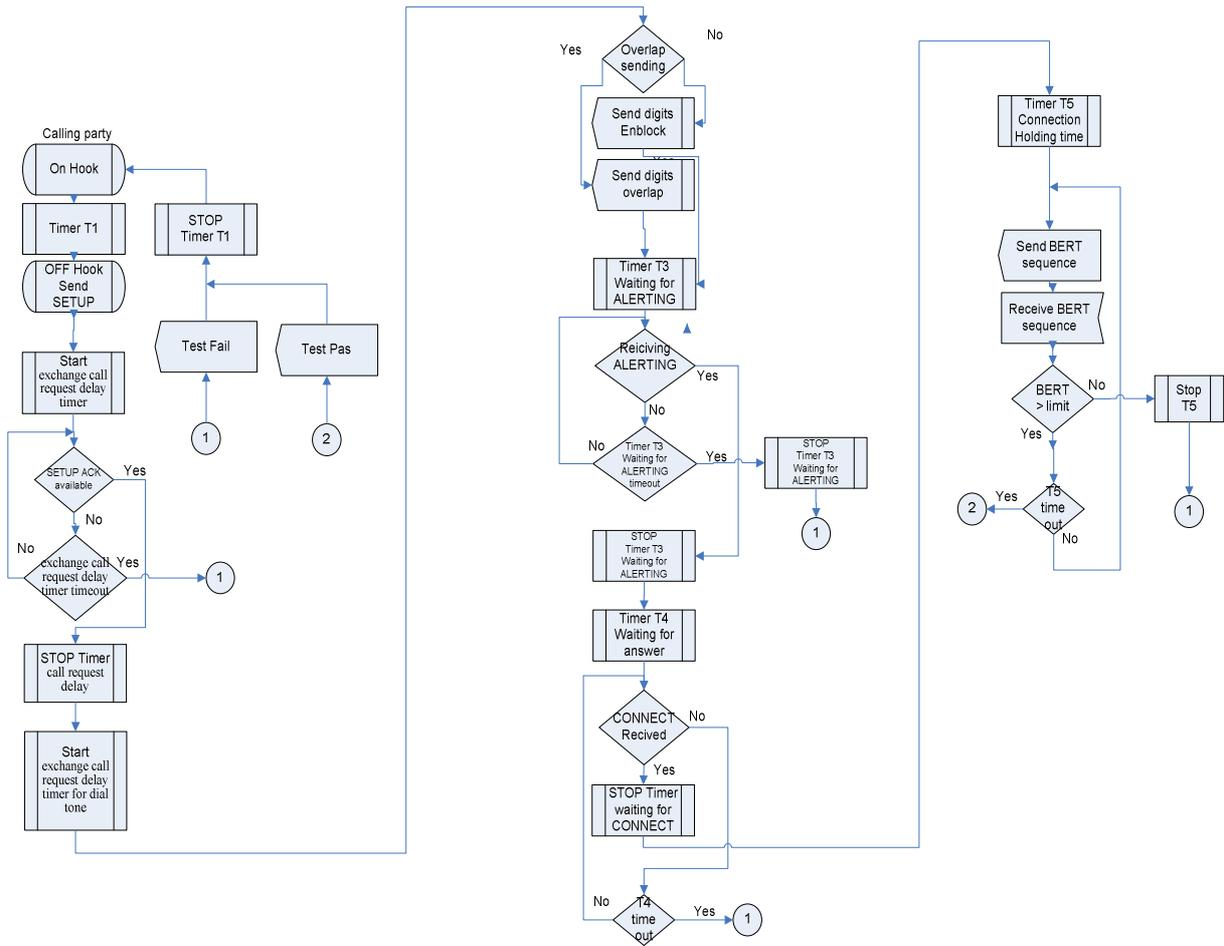 Calling party
On Hook
Timer T1
OFF Hook
Send
SETUP
Start
exchange call
request delay
timer
SETUP ACK
available
Yes
No
exchange call
request delay
timer timeout
No
Yes
1
STOP Timer
call request
delay
Start
exchange call
request delay
timer for dial
tone
STOP
Timer T1
Test Fail
Test Pas
1
2
Overlap
sending
Yes
No
Send digits
Enblock
Send digits
overlap
Timer T3
Waiting for
ALERTING
Reiciving
ALERTING
Yes
No
Timer T3
Waiting for
ALERTING
timeout
No
Yes
STOP
Timer T3
Waiting for
ALERTING
1
STOP
Timer T3
Waiting for
ALERTING
Timer T4
Waiting for
answer
CONNECT
Recived
No
Yes
STOP Timer
waiting for
CONNECT
T4
time
out
No
Yes
1
Timer T5
Connection
Holding time
Send BERT
sequence
Receive BERT
sequence
BERT
> limit
No
Yes
Stop
T5
1
T5
time
out
Yes
2
No